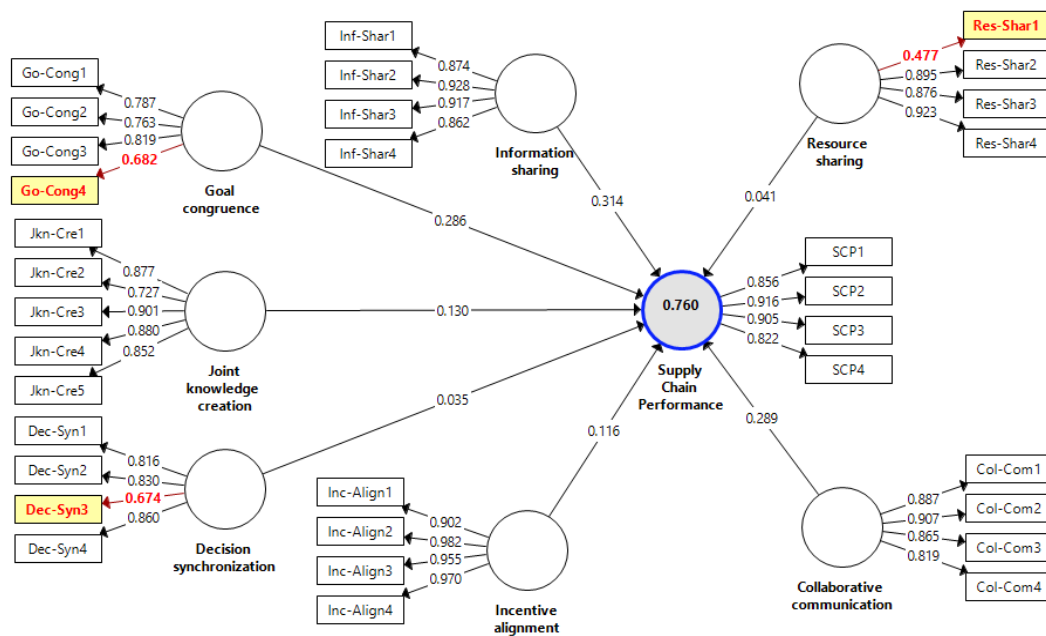 Go-Cong1
Go-Cong2
Go-Cong3
Go-Cong4
0.787
0.763
0.819
0.682
Goal
congruence
0.286
Inf-Shar1
Inf-Shar2
Inf-Shar3
Inf-Shar4
0.874
0.928
0.917
0.862
Information
sharing
0.314
Res-Shar1
Res-Shar2
Res-Shar3
Res-Shar4
0.477
0.895
0.876
0.923
Resource
sharing
0.041
Jkn-Cre1
Jkn-Cre2
Jkn-Cre3
Jkn-Cre4
Jkn-Cre5
0.877
0.727
0.901
0.880
0.852
Joint
knowledge
creation
0.130
0.760
Supply
Chain
Performance
0.856
0.916
0.905
0.822
SCP1
SCP2
SCP3
SCP4
Dec-Syn1
Dec-Syn2
Dec-Syn3
Dec-Syn4
0.816
0.830
0.674
0.860
Decision
synchronization
0.035
Inc-Align1
Inc-Align2
Inc-Align3
Inc-Align4
0.902
0.982
0.955
0.970
Incentive
alignment
0.116
0.289
Collaborative
communication
0.887
0.907
0.865
0.819
Col-Com1
Col-Com2
Col-Com3
Col-Com4